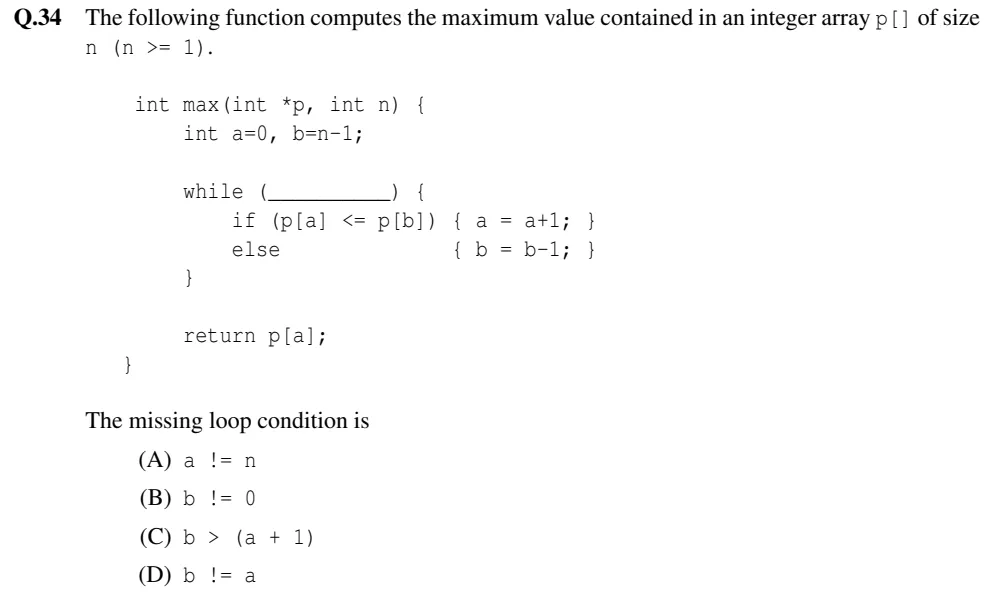 Q.34 The following function computes the maximum value contained in an integer array p[] of size
n (n >= 1).
int max(int *p, int n) {
int a=0, b=n-1;
while (__________) {
if (p[a] <= p[b]) { a = a+1; }
else { b = b-1; }
}
return p[a];
}
The missing loop condition is
(A) a != n
(B) b != 0
(C) b > (a + 1)
(D) b != a